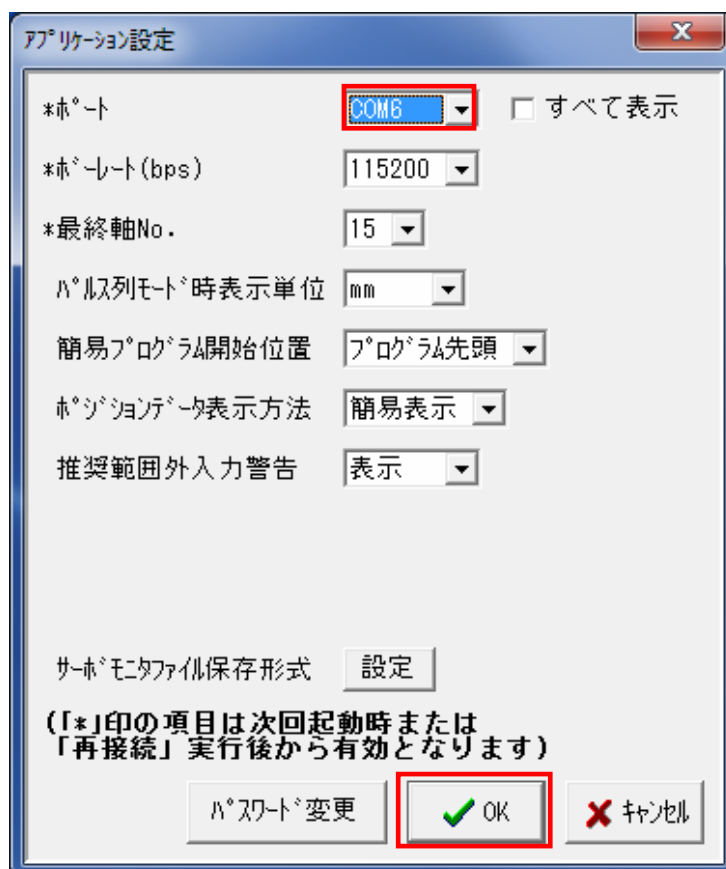 ｱﾌﾟﾘｹｰｼｮﾝ設定
*ﾎﾟｰﾄ COM6 すべて表示
*ﾎﾞｰﾚｰﾄ(bps) 115200
*最終軸No. 15
ﾊﾟﾙｽ列ﾓｰﾄﾞ時表示単位 mm
簡易ﾌﾟﾛｸﾞﾗﾑ開始位置 ﾌﾟﾛｸﾞﾗﾑ先頭
ﾎﾟｼﾞｼｮﾝﾃﾞｰﾀ表示方法 簡易表示
推奨範囲外入力警告 表示
ｻｰﾎﾞﾓﾆﾀﾌｧｲﾙ保存形式 設定
(｢*｣印の項目は次回起動時または
｢再接続｣実行後から有効となります)
ﾊﾟｽﾜｰﾄﾞ変更 OK ｷｬﾝｾﾙ